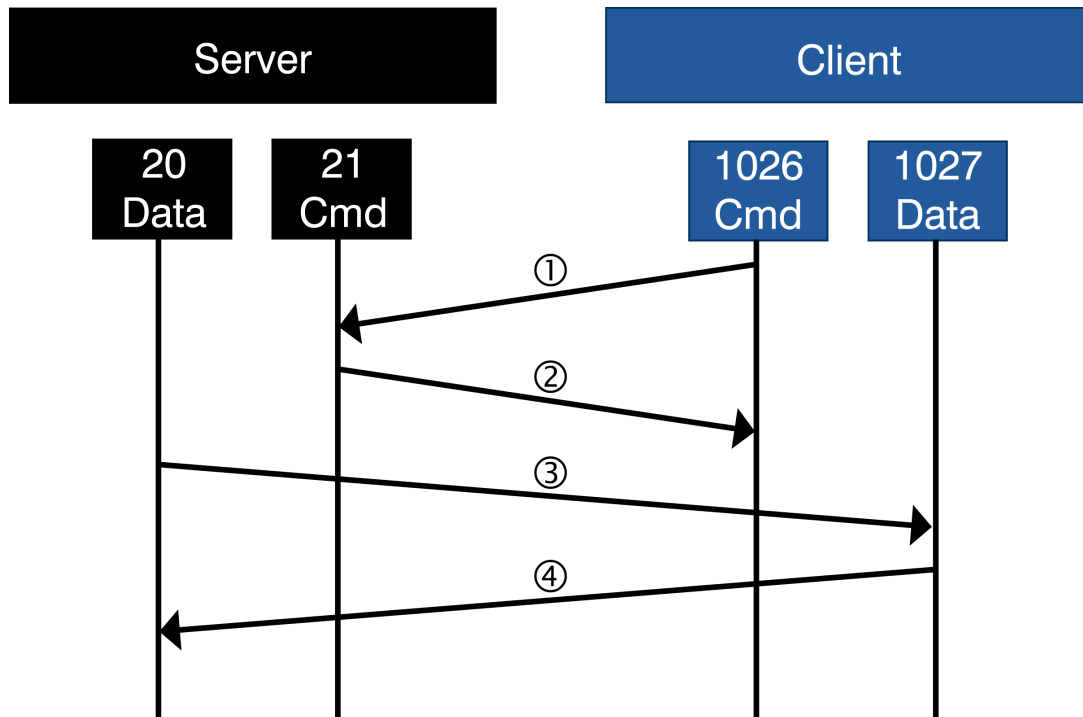 Server
Client
20
Data
21
Cmd
1026
Cmd
1027
Data
①
②
③
④